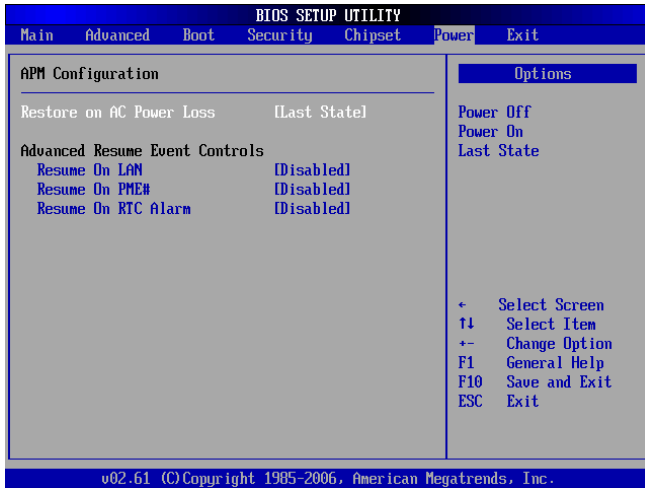 BIOS SETUP UTILITY
Main Advanced Boot Security Chipset Power Exit
APM Configuration
Restore on AC Power Loss [Last State]
Advanced Resume Event Controls
Resume On LAN [Disabled]
Resume On PME# [Disabled]
Resume On RTC Alarm [Disabled]
Options
Power Off
Power On
Last State
← Select Screen
↑↓ Select Item
+- Change Option
F1 General Help
F10 Save and Exit
ESC Exit
v02.61 (C)Copyright 1985-2006, American Megatrends, Inc.